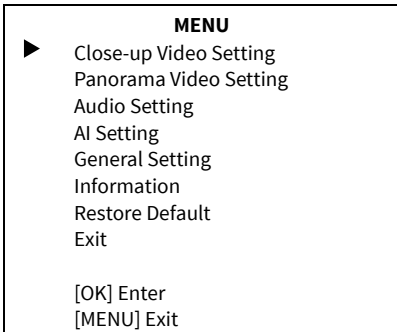 MENU
Close-up Video Setting
Panorama Video Setting
Audio Setting
AI Setting
General Setting
Information
Restore Default
Exit
[OK] Enter
[MENU] Exit